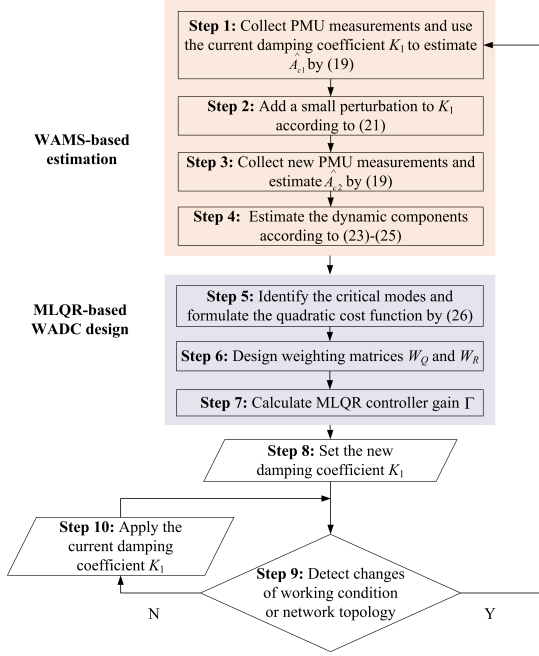 Step 1: Collect PMU measurements and use
the current damping coefficient K₁ to estimate
Â_c1 by (19)
Step 2: Add a small perturbation to K₁
according to (21)
WAMS-based
estimation
Step 3: Collect new PMU measurements and
estimate Â_c2 by (19)
Step 4: Estimate the dynamic components
according to (23)-(25)
MLQR-based
WADC design
Step 5: Identify the critical modes and
formulate the quadratic cost function by (26)
Step 6: Design weighting matrices W_Q and W_R
Step 7: Calculate MLQR controller gain Γ
Step 8: Set the new
damping coefficient K₁
Step 10: Apply the
current damping
coefficient K₁
Step 9: Detect changes
of working condition
or network topology
N
Y